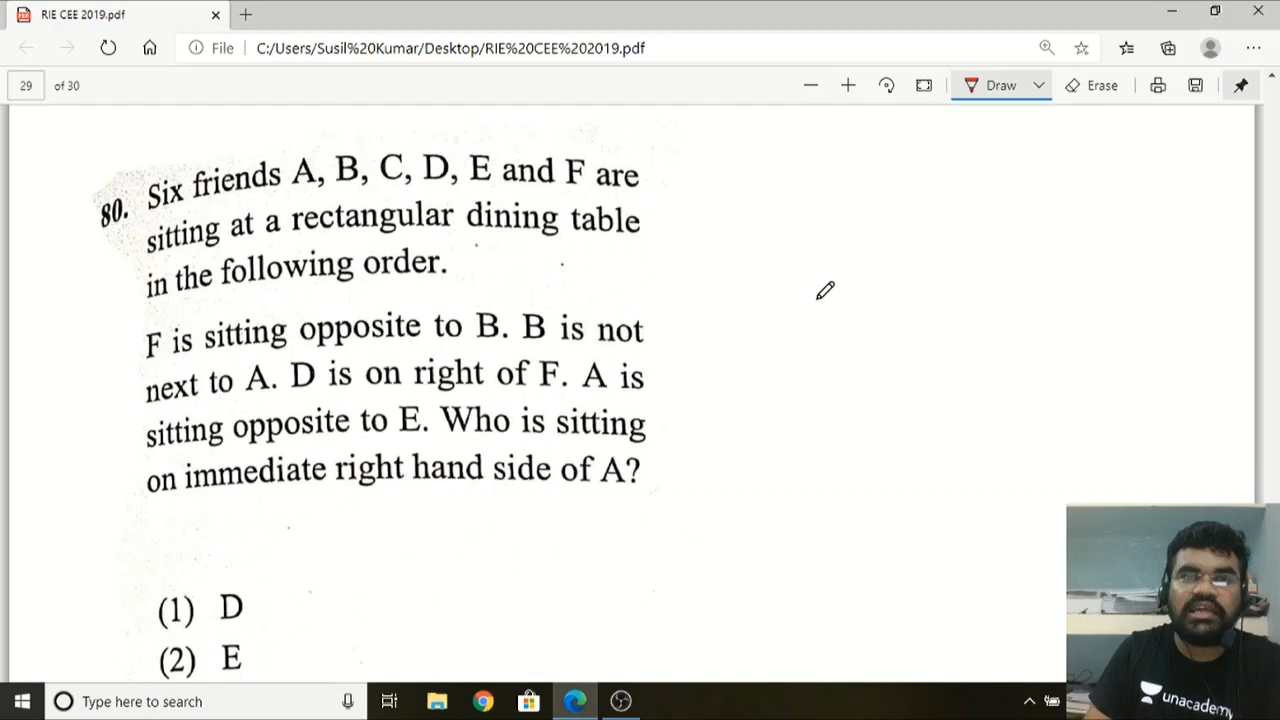 RIE CEE 2019.pdf
File C:/Users/Susil%20Kumar/Desktop/RIE%20CEE%202019.pdf
29 of 30 Draw Erase
80. Six friends A, B, C, D, E and F are
sitting at a rectangular dining table
in the following order.
F is sitting opposite to B. B is not
next to A. D is on right of F. A is
sitting opposite to E. Who is sitting
on immediate right hand side of A?
(1) D
(2) E
unacademy
Type here to search